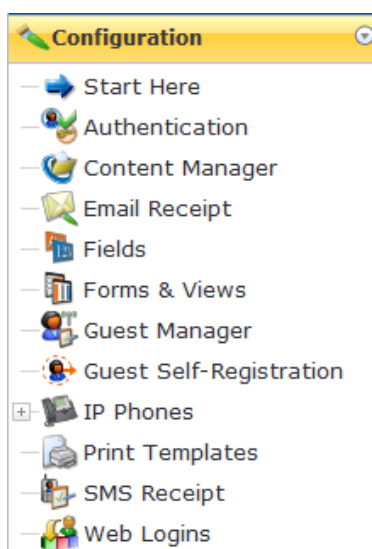 Configuration
Start Here
Authentication
Content Manager
Email Receipt
Fields
Forms & Views
Guest Manager
Guest Self-Registration
IP Phones
Print Templates
SMS Receipt
Web Logins